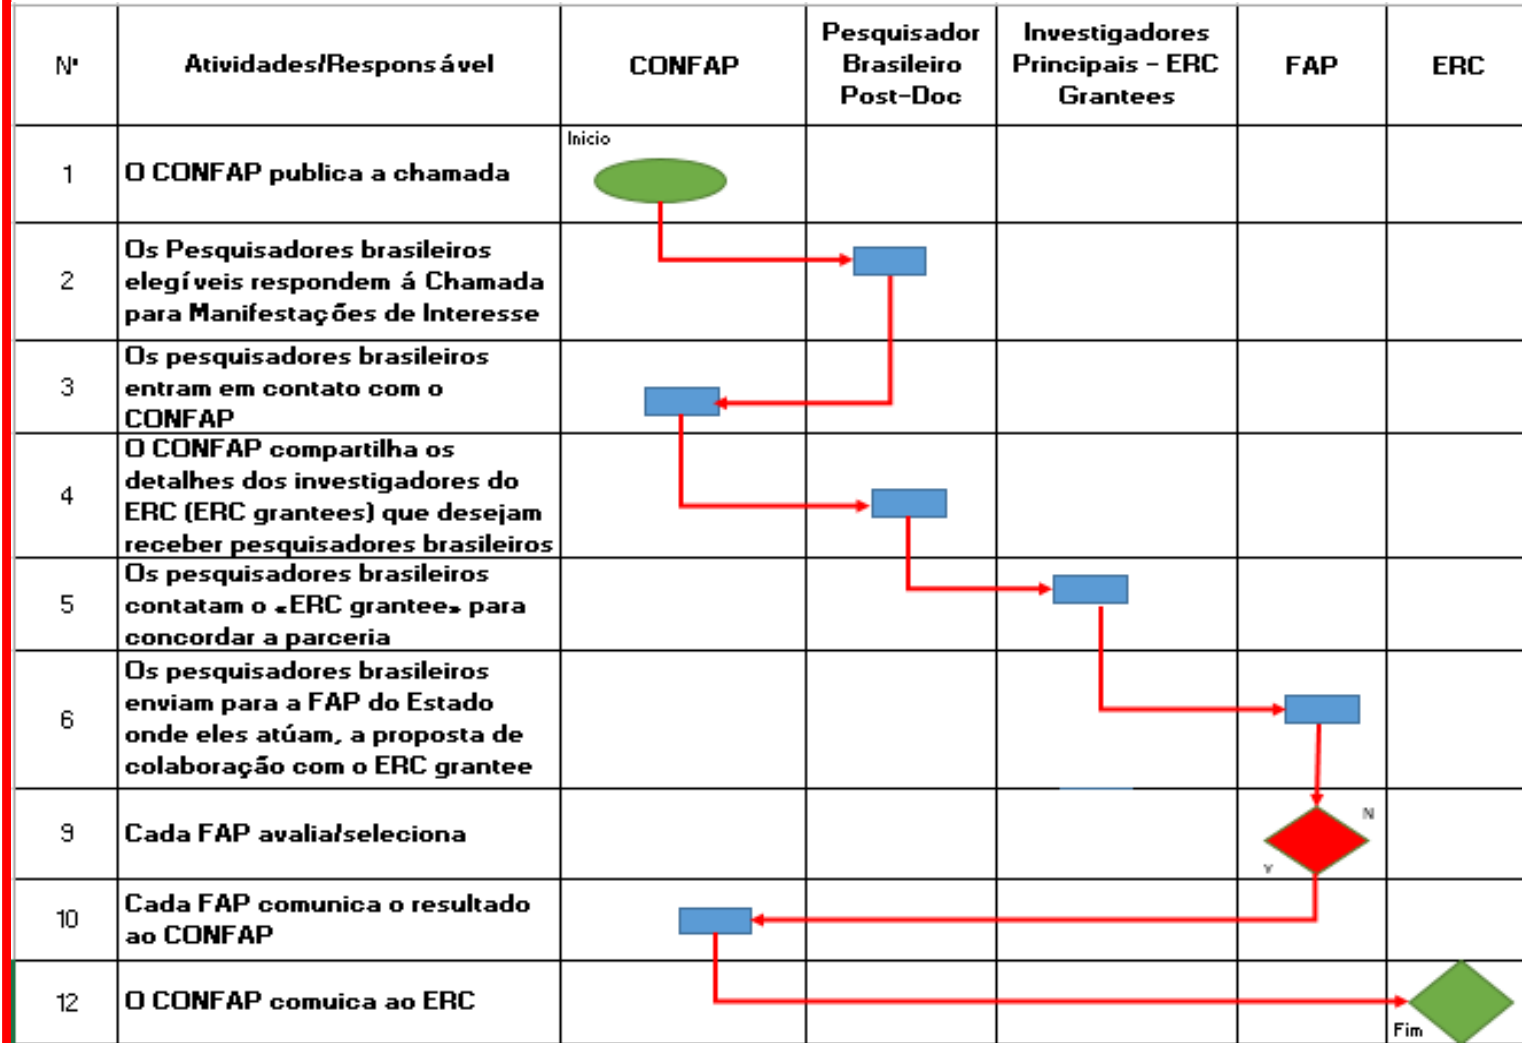 N° Atividades/Responsável CONFAP Pesquisador Brasileiro Post-Doc Investigadores Principais - ERC Grantees FAP ERC
Inicio
1 O CONFAP publica a chamada
2 Os Pesquisadores brasileiros
elegíveis respondem á Chamada
para Manifestações de Interesse
3 Os pesquisadores brasileiros
entram em contato com o
CONFAP
4 O CONFAP compartilha os
detalhes dos investigadores do
ERC (ERC grantees) que desejam
receber pesquisadores brasileiros
5 Os pesquisadores brasileiros
contatam o «ERC grantee» para
concordar a parceria
6 Os pesquisadores brasileiros
enviam para a FAP do Estado
onde eles atúam, a proposta de
colaboração com o ERC grantee
9 Cada FAP avalia/seleciona
N
Y
10 Cada FAP comunica o resultado
ao CONFAP
12 O CONFAP comuica ao ERC
Fim